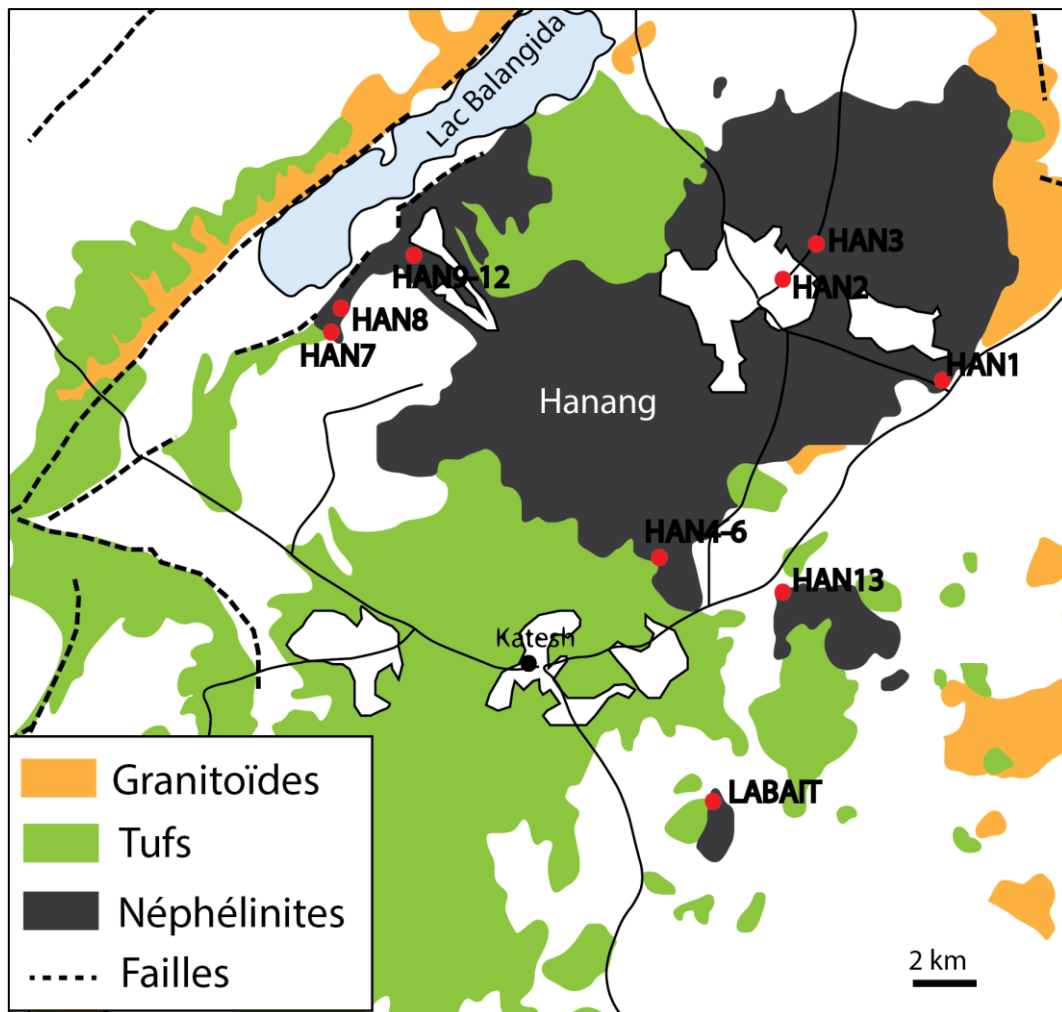 Lac Balangida
HAN3
HAN2
HAN9-12
HAN8
HAN7
HAN1
Hanang
HAN4-6
HAN13
Katesh
LABAIT
Granitoïdes
Tufs
Néphélinites
Failles
2 km